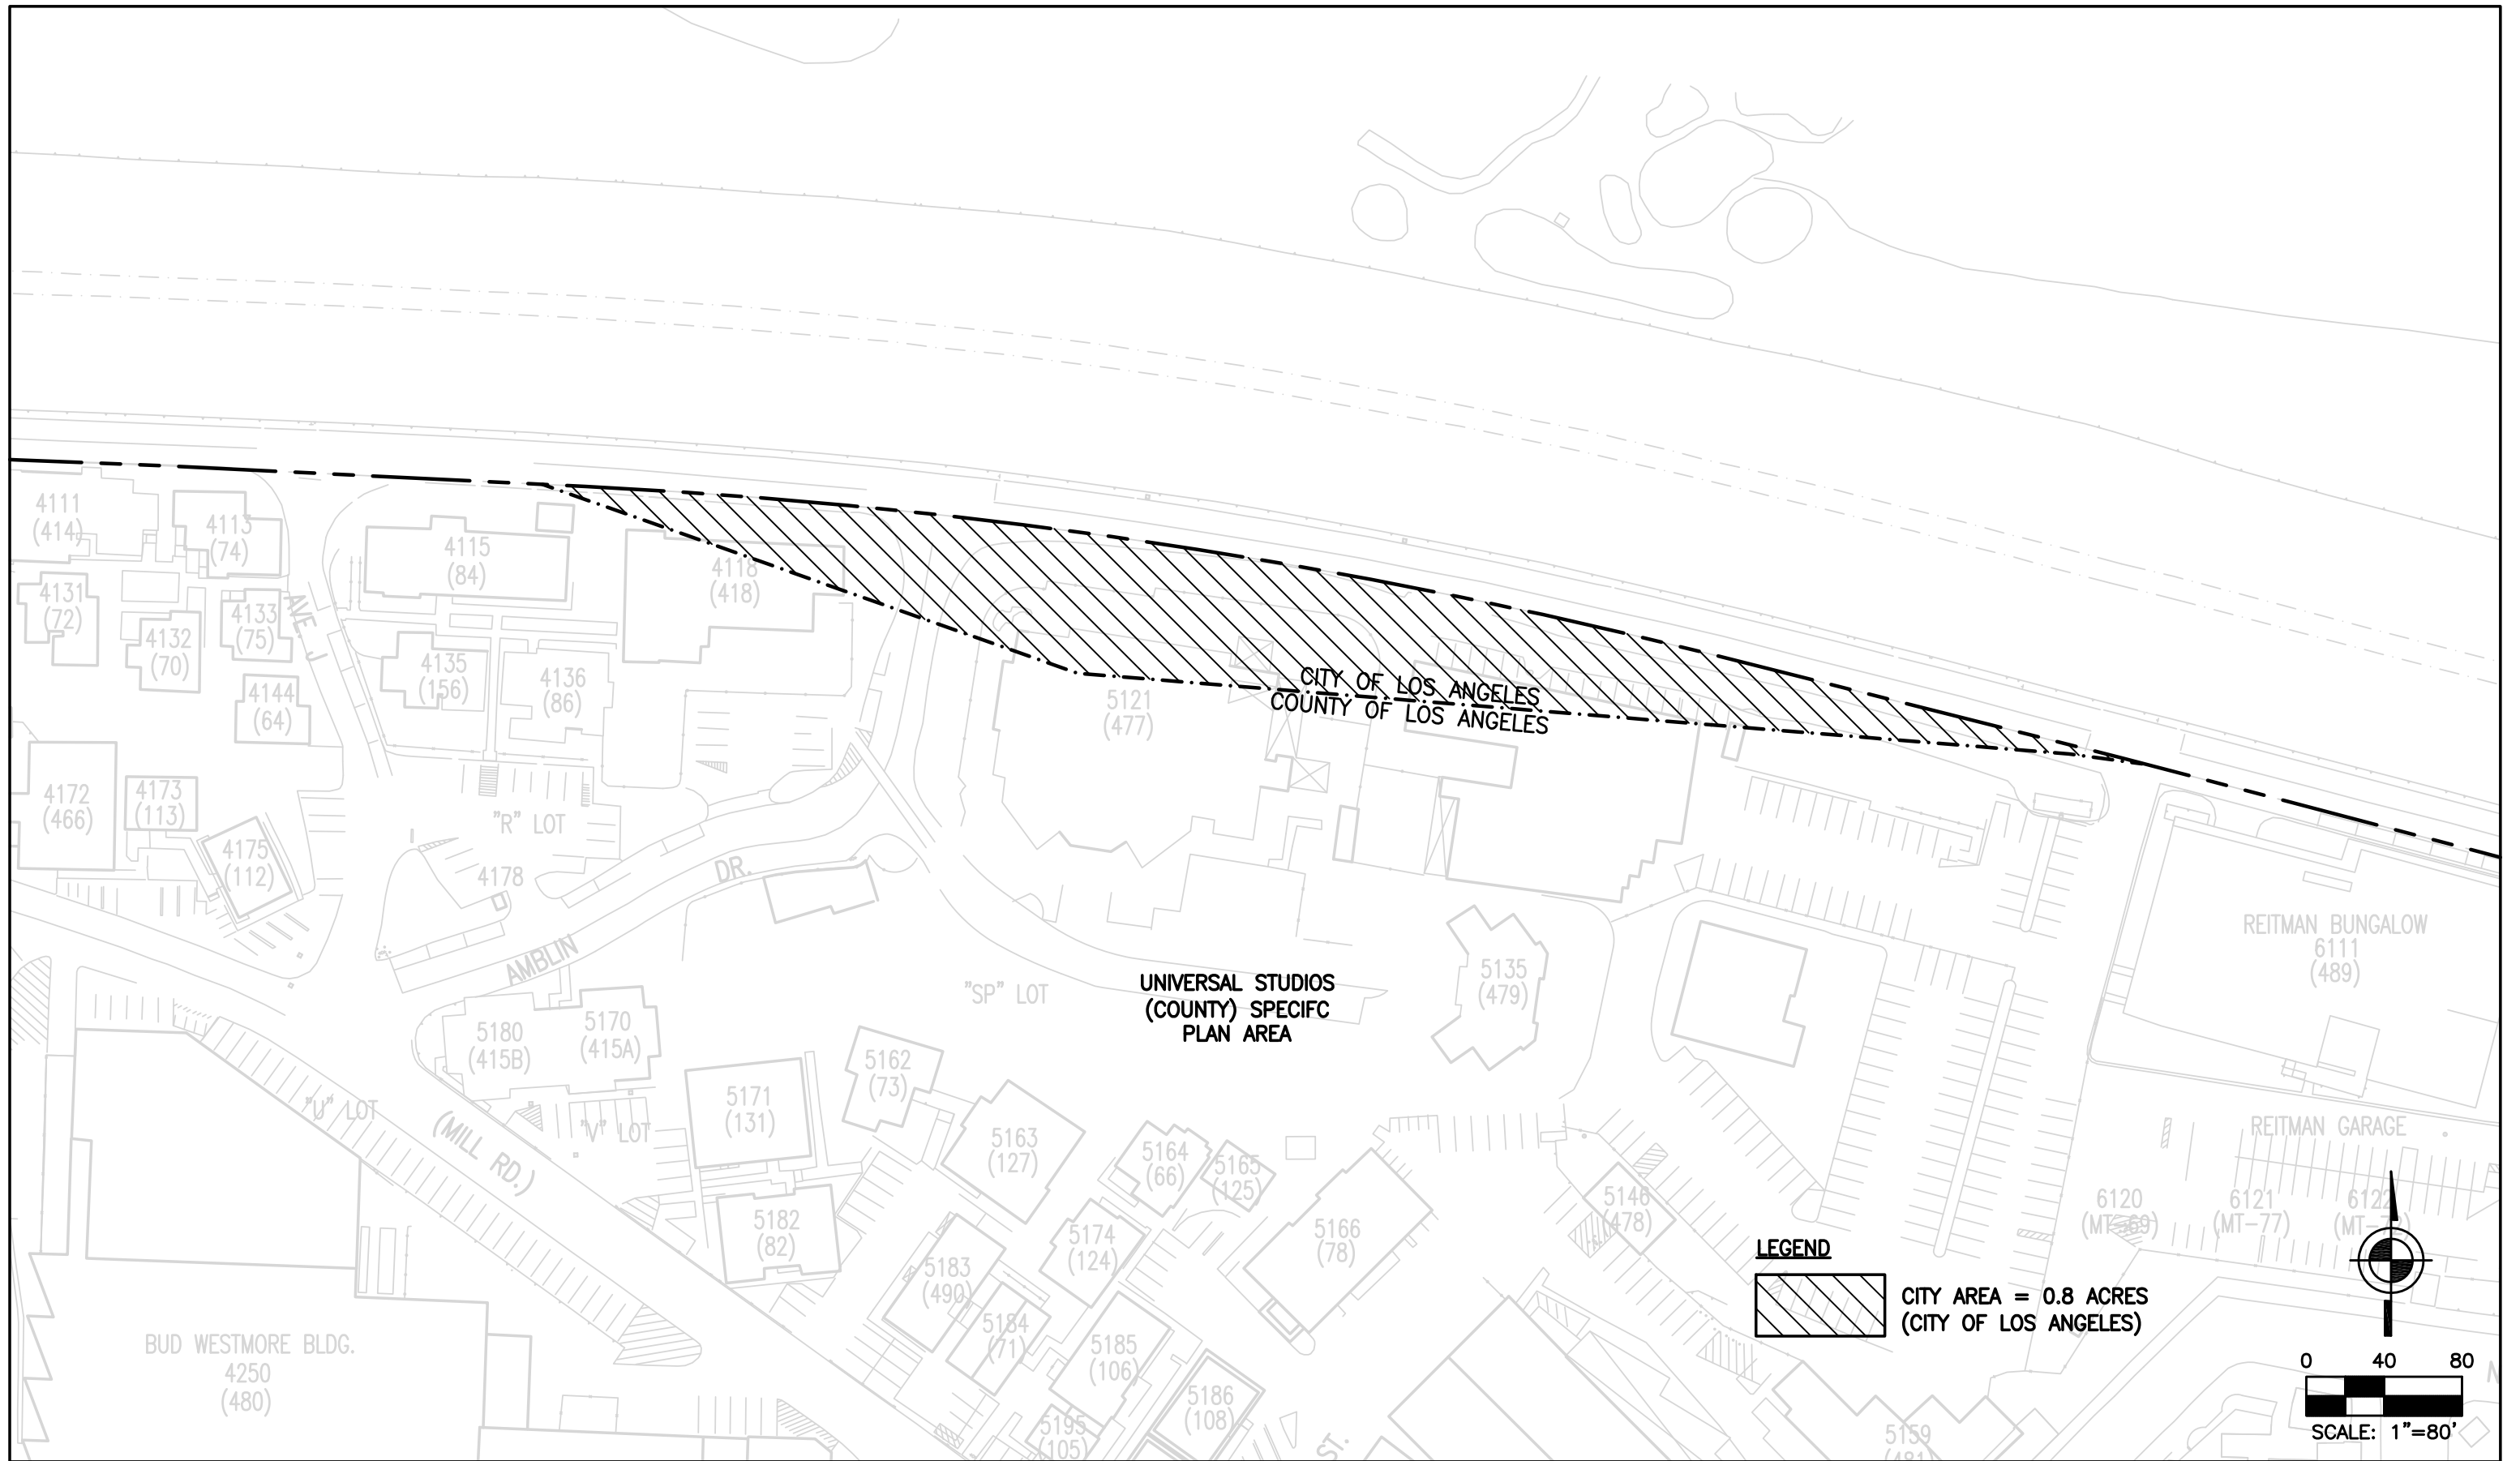 4111
(414)
4113
(74)
4115
(84)
4118
(418)
4131
(72)
4132
(70)
4133
(75)
AVE. J
4135
(156)
4136
(86)
4144
(64)
5121
(477)
CITY OF LOS ANGELES
COUNTY OF LOS ANGELES
4172
(466)
4173
(113)
4175
(112)
"R" LOT
4178
AMBLIN
DR.
"SP" LOT
UNIVERSAL STUDIOS
(COUNTY) SPECIFC
PLAN AREA
5135
(479)
REITMAN BUNGALOW
6111
(489)
5180
(415B)
5170
(415A)
5162
(73)
"U" LOT
(MILL RD.)
"V" LOT
5171
(131)
5163
(127)
5164
(66)
5165
(125)
REITMAN GARAGE
5182
(82)
5174
(124)
5166
(78)
5146
(478)
6120
(MT-69)
6121
(MT-77)
6122
5183
(490)
5184
(71)
5185
(106)
5186
(108)
5195
(105)
BUD WESTMORE BLDG.
4250
(480)
ST.
5159
(481)
LEGEND
CITY AREA = 0.8 ACRES
(CITY OF LOS ANGELES)
0 40 80
SCALE: 1"=80'